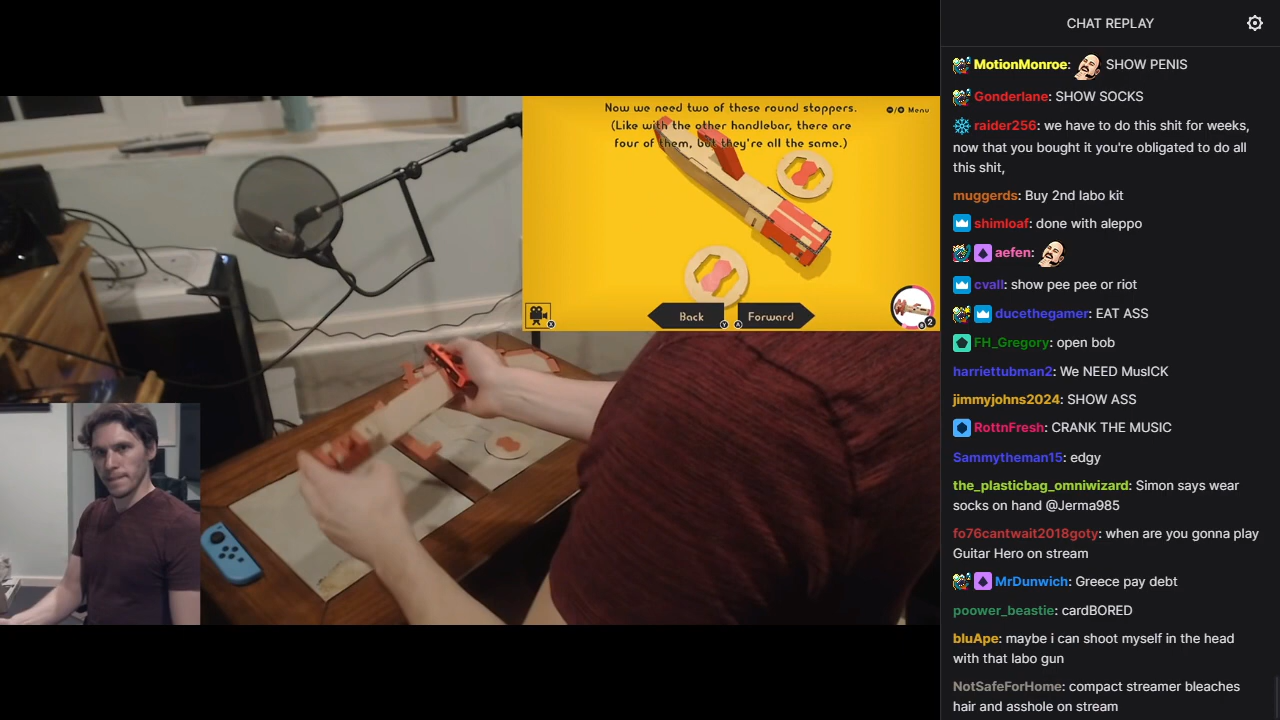 CHAT REPLAY
MotionMonroe: SHOW PENIS
Gonderlane: SHOW SOCKS
raider256: we have to do this shit for weeks,
now that you bought it you're obligated to do all
this shit,
muggerds: Buy 2nd labo kit
shimloaf: done with aleppo
aefen:
cvall: show pee pee or riot
ducethegamer: EAT ASS
FH_Gregory: open bob
harriettubman2: We NEED MusICK
jimmyjohns2024: SHOW ASS
RottnFresh: CRANK THE MUSIC
Sammytheman15: edgy
the_plasticbag_omniwizard: Simon says wear
socks on hand @Jerma985
fo76cantwait2018goty: when are you gonna play
Guitar Hero on stream
MrDunwich: Greece pay debt
poower_beastie: cardBORED
bluApe: maybe i can shoot myself in the head
with that labo gun
NotSafeForHome: compact streamer bleaches
hair and asshole on stream
Now we need two of these round stoppers.
(Like with the other handlebar, there are
four of them, but they're all the same.)
Menu
Back
Y
A
Forward
X
2